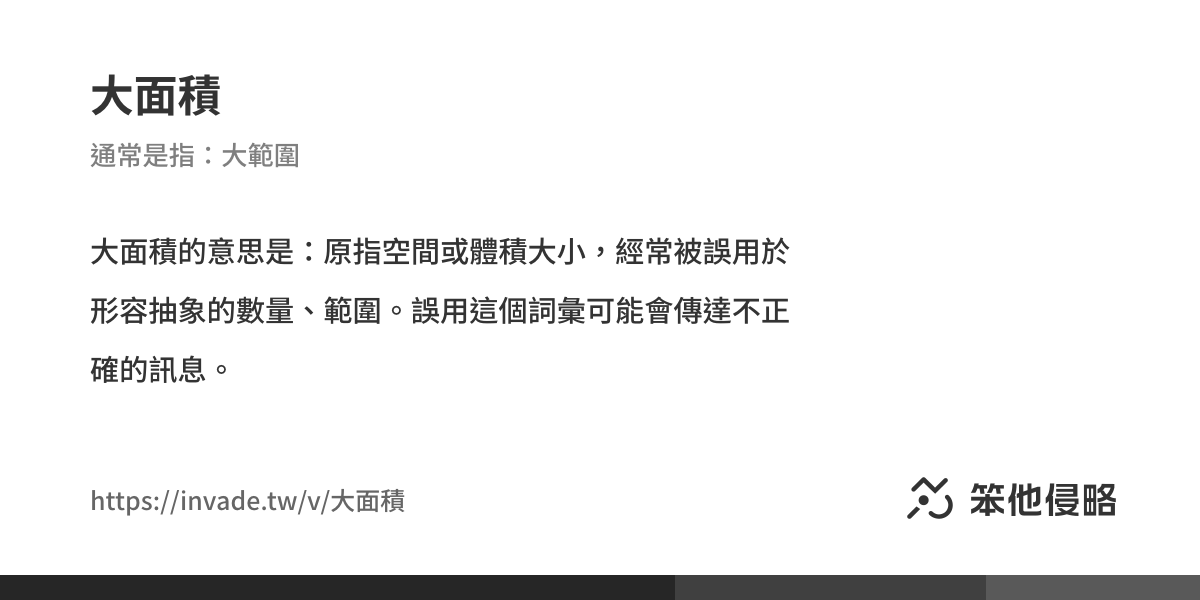 大面積
通常是指：大範圍
大面積的意思是：原指空間或體積大小，經常被誤用於
形容抽象的數量、範圍。誤用這個詞彙可能會傳達不正
確的訊息。
https://invade.tw/v/大面積
笨他侵略